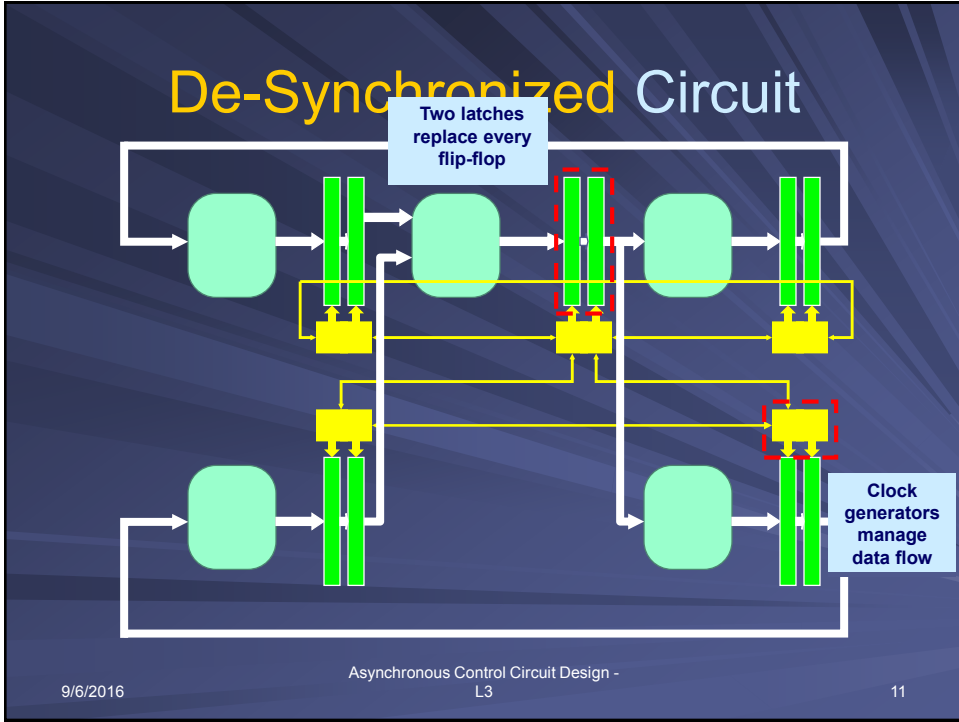 De-Synchronized Circuit
Two latches
replace every
flip-flop
Clock
generators
manage
data flow
9/6/2016
Asynchronous Control Circuit Design -
L3
11